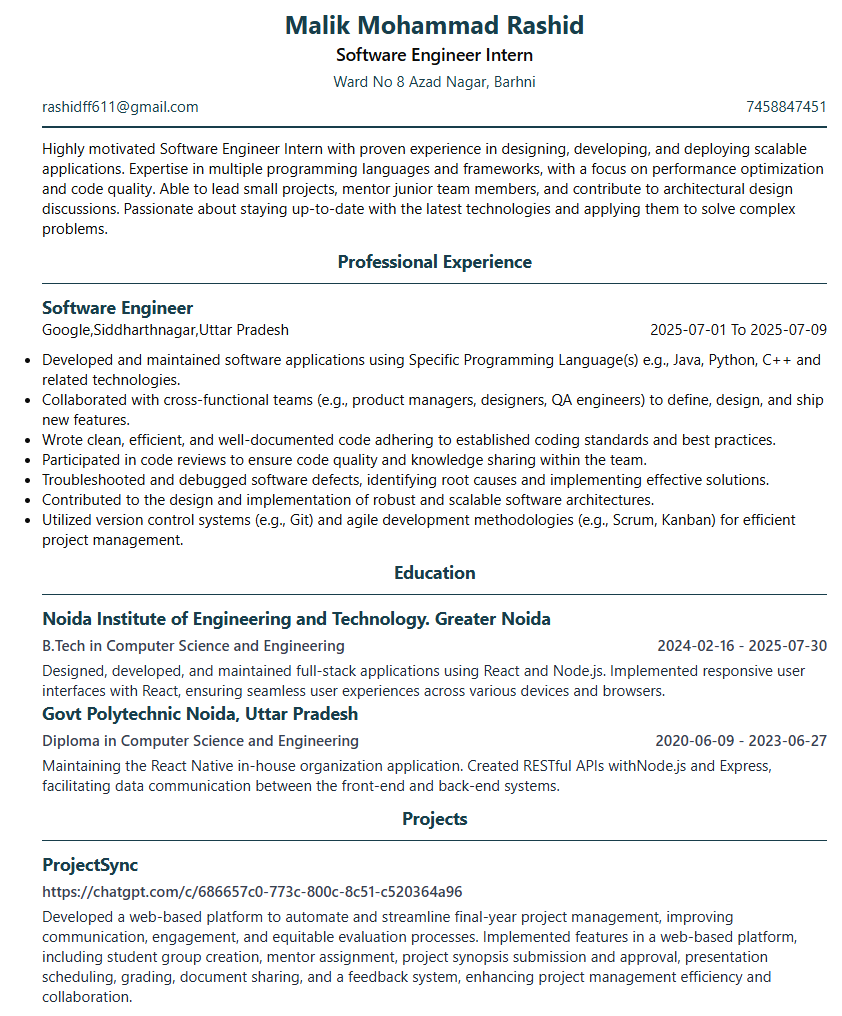 Malik Mohammad Rashid
Software Engineer Intern
Ward No 8 Azad Nagar, Barhni
rashidff611@gmail.com 7458847451
Highly motivated Software Engineer Intern with proven experience in designing, developing, and deploying scalable
applications. Expertise in multiple programming languages and frameworks, with a focus on performance optimization
and code quality. Able to lead small projects, mentor junior team members, and contribute to architectural design
discussions. Passionate about staying up-to-date with the latest technologies and applying them to solve complex
problems.
Professional Experience
Software Engineer
Google,Siddharthnagar,Uttar Pradesh 2025-07-01 To 2025-07-09
• Developed and maintained software applications using Specific Programming Language(s) e.g., Java, Python, C++ and
related technologies.
• Collaborated with cross-functional teams (e.g., product managers, designers, QA engineers) to define, design, and ship
new features.
• Wrote clean, efficient, and well-documented code adhering to established coding standards and best practices.
• Participated in code reviews to ensure code quality and knowledge sharing within the team.
• Troubleshooted and debugged software defects, identifying root causes and implementing effective solutions.
• Contributed to the design and implementation of robust and scalable software architectures.
• Utilized version control systems (e.g., Git) and agile development methodologies (e.g., Scrum, Kanban) for efficient
project management.
Education
Noida Institute of Engineering and Technology. Greater Noida
B.Tech in Computer Science and Engineering 2024-02-16 - 2025-07-30
Designed, developed, and maintained full-stack applications using React and Node.js. Implemented responsive user
interfaces with React, ensuring seamless user experiences across various devices and browsers.
Govt Polytechnic Noida, Uttar Pradesh
Diploma in Computer Science and Engineering 2020-06-09 - 2023-06-27
Maintaining the React Native in-house organization application. Created RESTful APIs withNode.js and Express,
facilitating data communication between the front-end and back-end systems.
Projects
ProjectSync
https://chatgpt.com/c/686657c0-773c-800c-8c51-c520364a96
Developed a web-based platform to automate and streamline final-year project management, improving
communication, engagement, and equitable evaluation processes. Implemented features in a web-based platform,
including student group creation, mentor assignment, project synopsis submission and approval, presentation
scheduling, grading, document sharing, and a feedback system, enhancing project management efficiency and
collaboration.